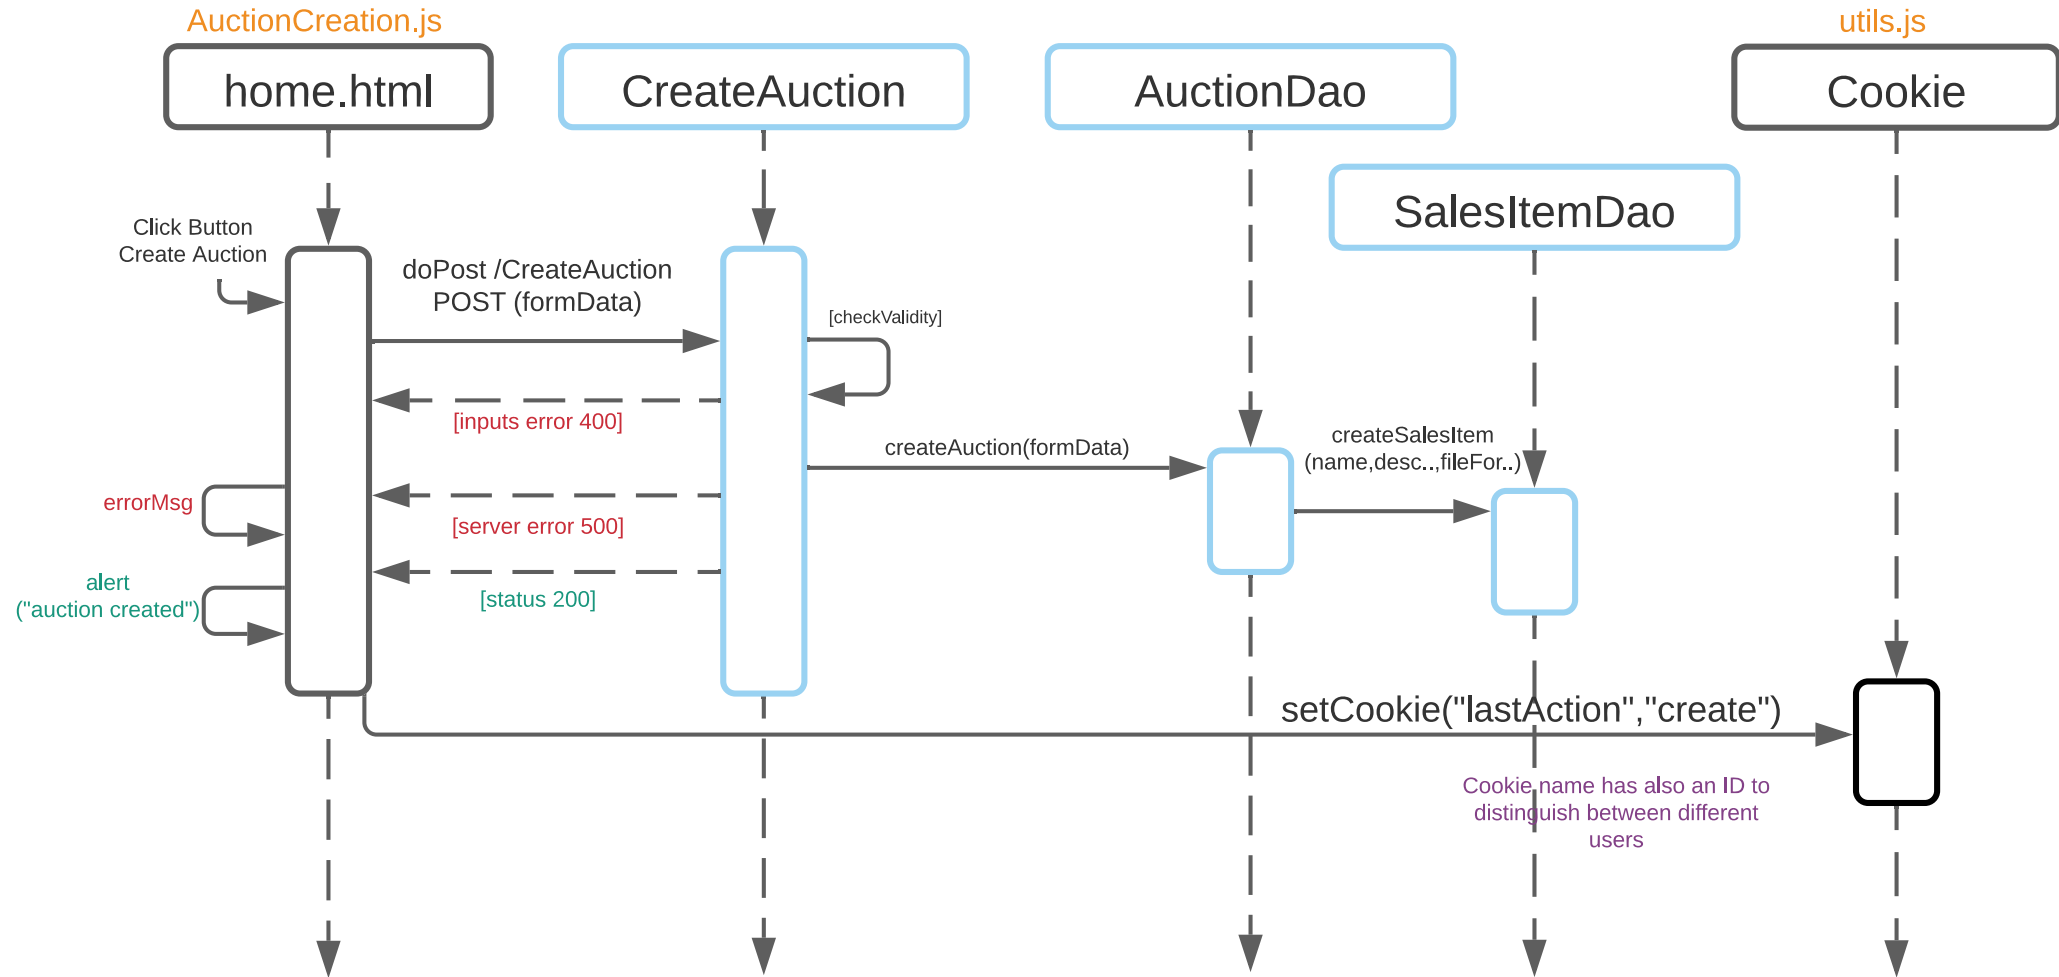 AuctionCreation.js
utils.js
home.html
CreateAuction
AuctionDao
Cookie
SalesItemDao
Click Button
Create Auction
doPost /CreateAuction
POST (formData)
[checkValidity]
[inputs error 400]
createAuction(formData)
createSalesItem
(name,desc..,fileFor..)
errorMsg
[server error 500]
alert
("auction created")
[status 200]
setCookie("lastAction","create")
Cookie name has also an ID to
distinguish between different
users